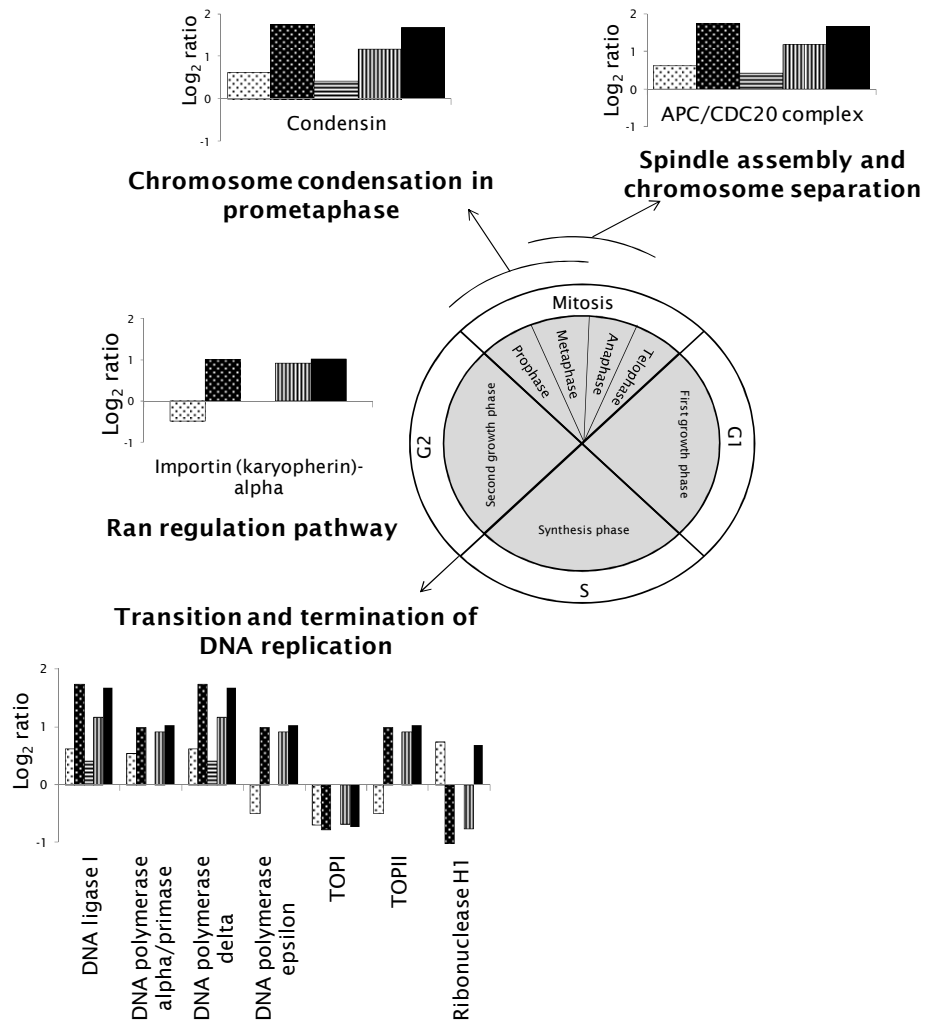 2
1
0
-1
Log2 ratio
Condensin
Chromosome condensation in
prometaphase
2
1
0
-1
Log2 ratio
APC/CDC20 complex
Spindle assembly and
chromosome separation
2
1
0
-1
Log2 ratio
Importin (karyopherin)-
alpha
Ran regulation pathway
Mitosis
Prophase
Metaphase
Anaphase
Telophase
G2
Second growth phase
First growth phase
G1
Synthesis phase
S
Transition and termination of
DNA replication
2
1
0
-1
Log2 ratio
DNA ligase I
DNA polymerase
alpha/primase
DNA polymerase
delta
DNA polymerase
epsilon
TOPI
TOPII
Ribonuclease H1